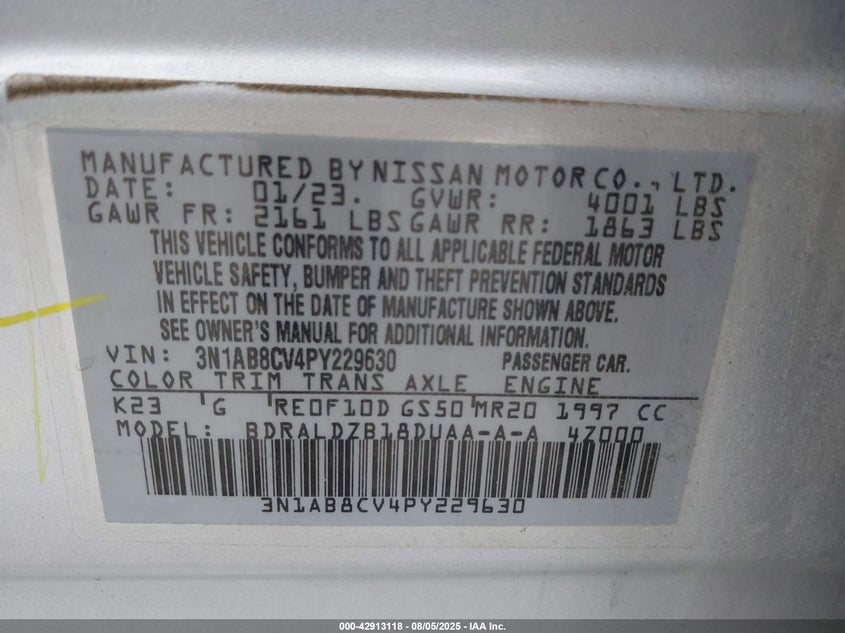 MANUFACTURED BY NISSAN MOTOR CO., LTD.
DATE: 01/23. GVWR: 4001 LBS
GAWR FR: 2161 LBS GAWR RR: 1863 LBS
THIS VEHICLE CONFORMS TO ALL APPLICABLE FEDERAL MOTOR
VEHICLE SAFETY, BUMPER AND THEFT PREVENTION STANDARDS
IN EFFECT ON THE DATE OF MANUFACTURE SHOWN ABOVE.
SEE OWNER'S MANUAL FOR ADDITIONAL INFORMATION.
VIN: 3N1AB8CV4PY229630 PASSENGER CAR.
COLOR TRIM TRANS AXLE ENGINE
K23 G RE0F10D GS50 MR20 1997 CC
MODEL: BDRALDZB18DUAA-A-A 4Z000
3N1AB8CV4PY229630
000-42913118 - 08/05/2025 - IAA Inc.